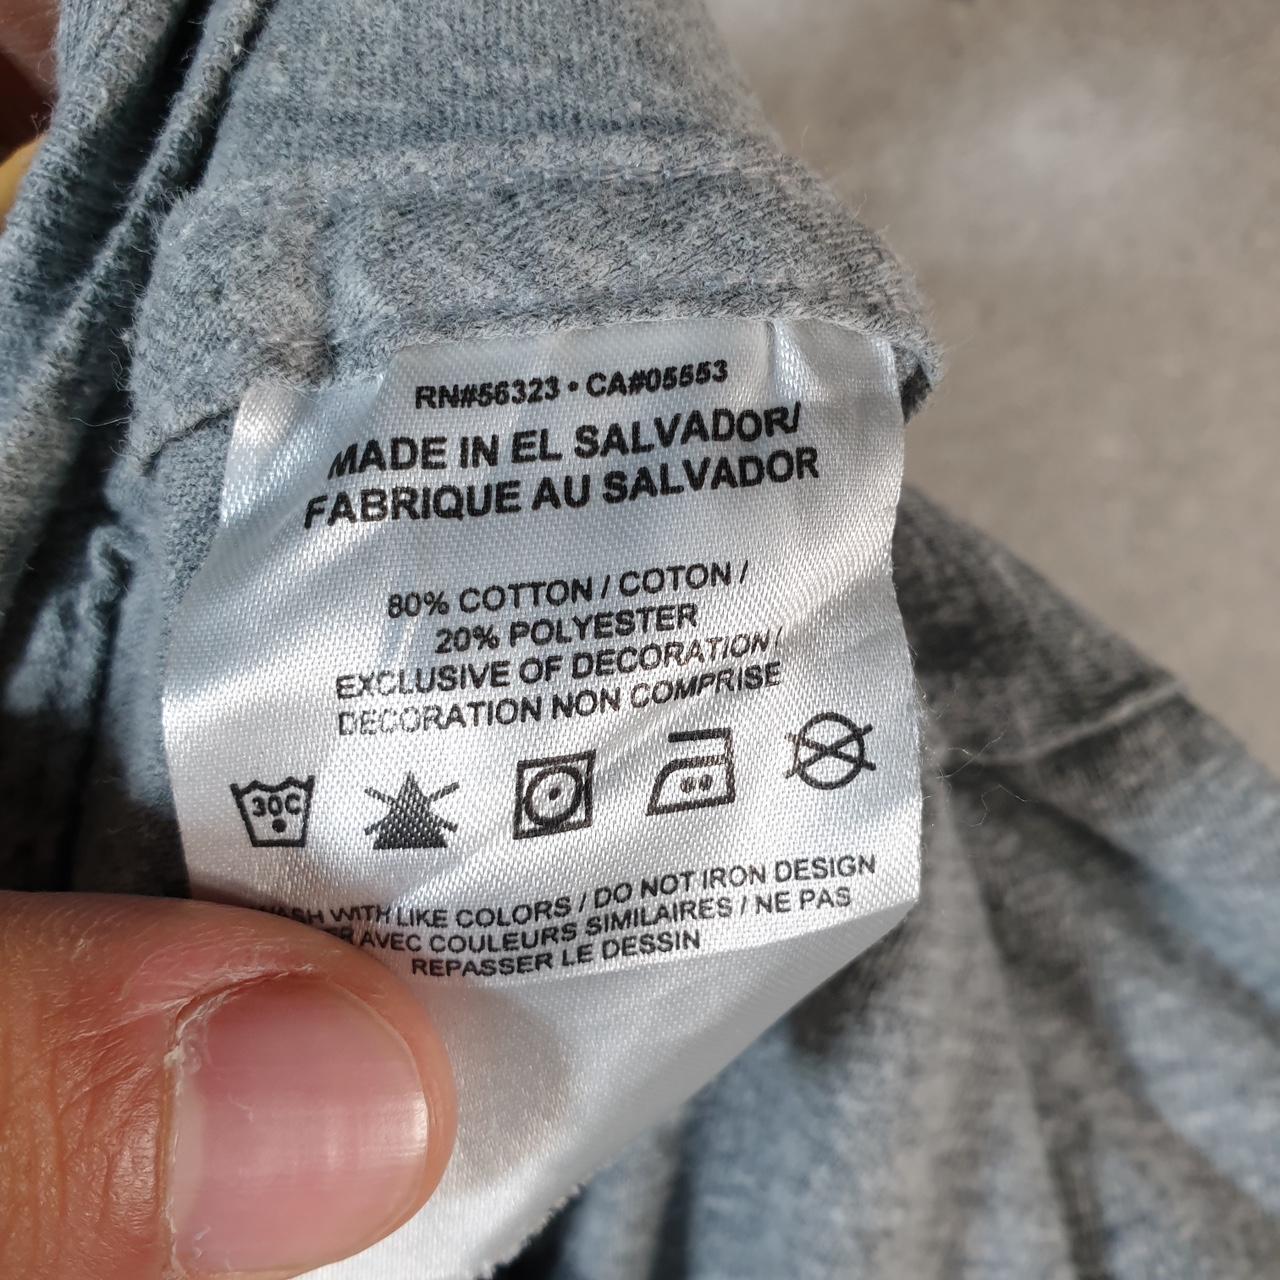 RN#56323 • CA#05553
MADE IN EL SALVADOR/
FABRIQUE AU SALVADOR
80% COTTON / COTON /
20% POLYESTER
EXCLUSIVE OF DECORATION/
DECORATION NON COMPRISE
30C
WITH LIKE COLORS / DO NOT IRON DESIGN
AVEC COULEURS SIMILAIRES / NE PAS
REPASSER LE DESSIN